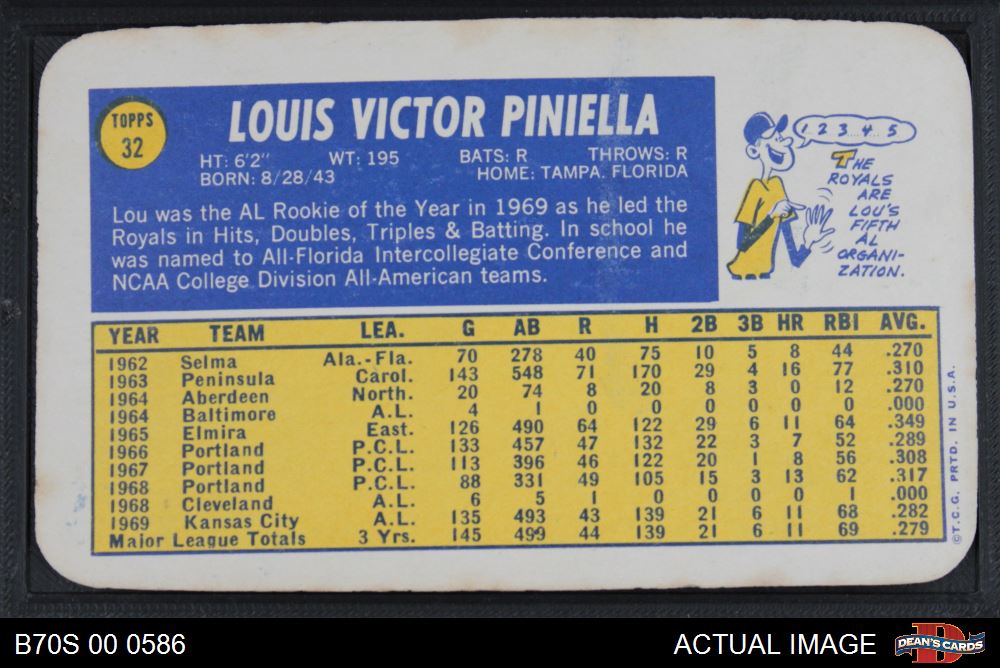 TOPPS
32
LOUIS VICTOR PINIELLA
HT: 6'2" WT: 195 BATS: R THROWS: R
BORN: 8/28/43 HOME: TAMPA, FLORIDA
Lou was the AL Rookie of the Year in 1969 as he led the
Royals in Hits, Doubles, Triples & Batting. In school he
was named to All-Florida Intercollegiate Conference and
NCAA College Division All-American teams.
1 2 3 4 5
THE
ROYALS
ARE
LOU'S
FIFTH
AL
ORGANI-
ZATION.
YEAR TEAM LEA. G AB R H 2B 3B HR RBI AVG.
1962 Selma Ala.-Fla. 70 278 40 75 10 5 8 44 .270
1963 Peninsula Carol. 143 548 71 170 29 4 16 77 .310
1964 Aberdeen North. 20 74 8 20 8 3 0 12 .270
1964 Baltimore A.L. 4 1 0 0 0 0 0 0 .000
1965 Elmira East. 126 490 64 122 29 6 11 64 .349
1966 Portland P.C.L. 133 457 47 132 22 3 7 52 .289
1967 Portland P.C.L. 113 396 46 122 20 1 8 56 .308
1968 Portland P.C.L. 88 331 49 105 15 3 13 62 .317
1968 Cleveland A.L. 6 5 1 0 0 0 0 1 .000
1969 Kansas City A.L. 135 493 43 139 21 6 11 68 .282
Major League Totals 3 Yrs. 145 499 44 139 21 6 11 69 .279
©T.C.G. PRTD. IN U.S.A.
B70S 00 0586 ACTUAL IMAGE DEAN'S CARDS